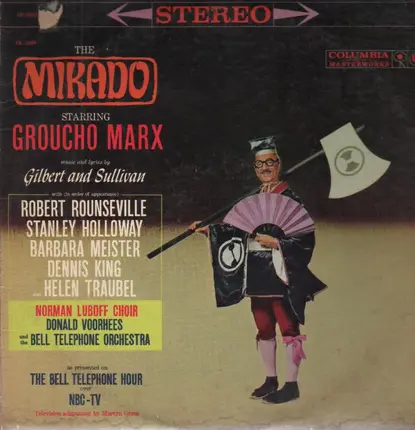 STEREO
THE
MIKADO
STARRING
GROUCHO MARX
music and lyrics by
Gilbert and Sullivan
with (in order of appearance)
ROBERT ROUNSEVILLE
STANLEY HOLLOWAY
BARBARA MEISTER
DENNIS KING
and HELEN TRAUBEL
NORMAN LUBOFF CHOIR
DONALD VOORHEES
and the BELL TELEPHONE ORCHESTRA
as presented on
THE BELL TELEPHONE HOUR
over
NBC-TV
Television adaptation by Martyn Green
COLUMBIA
MASTERWORKS